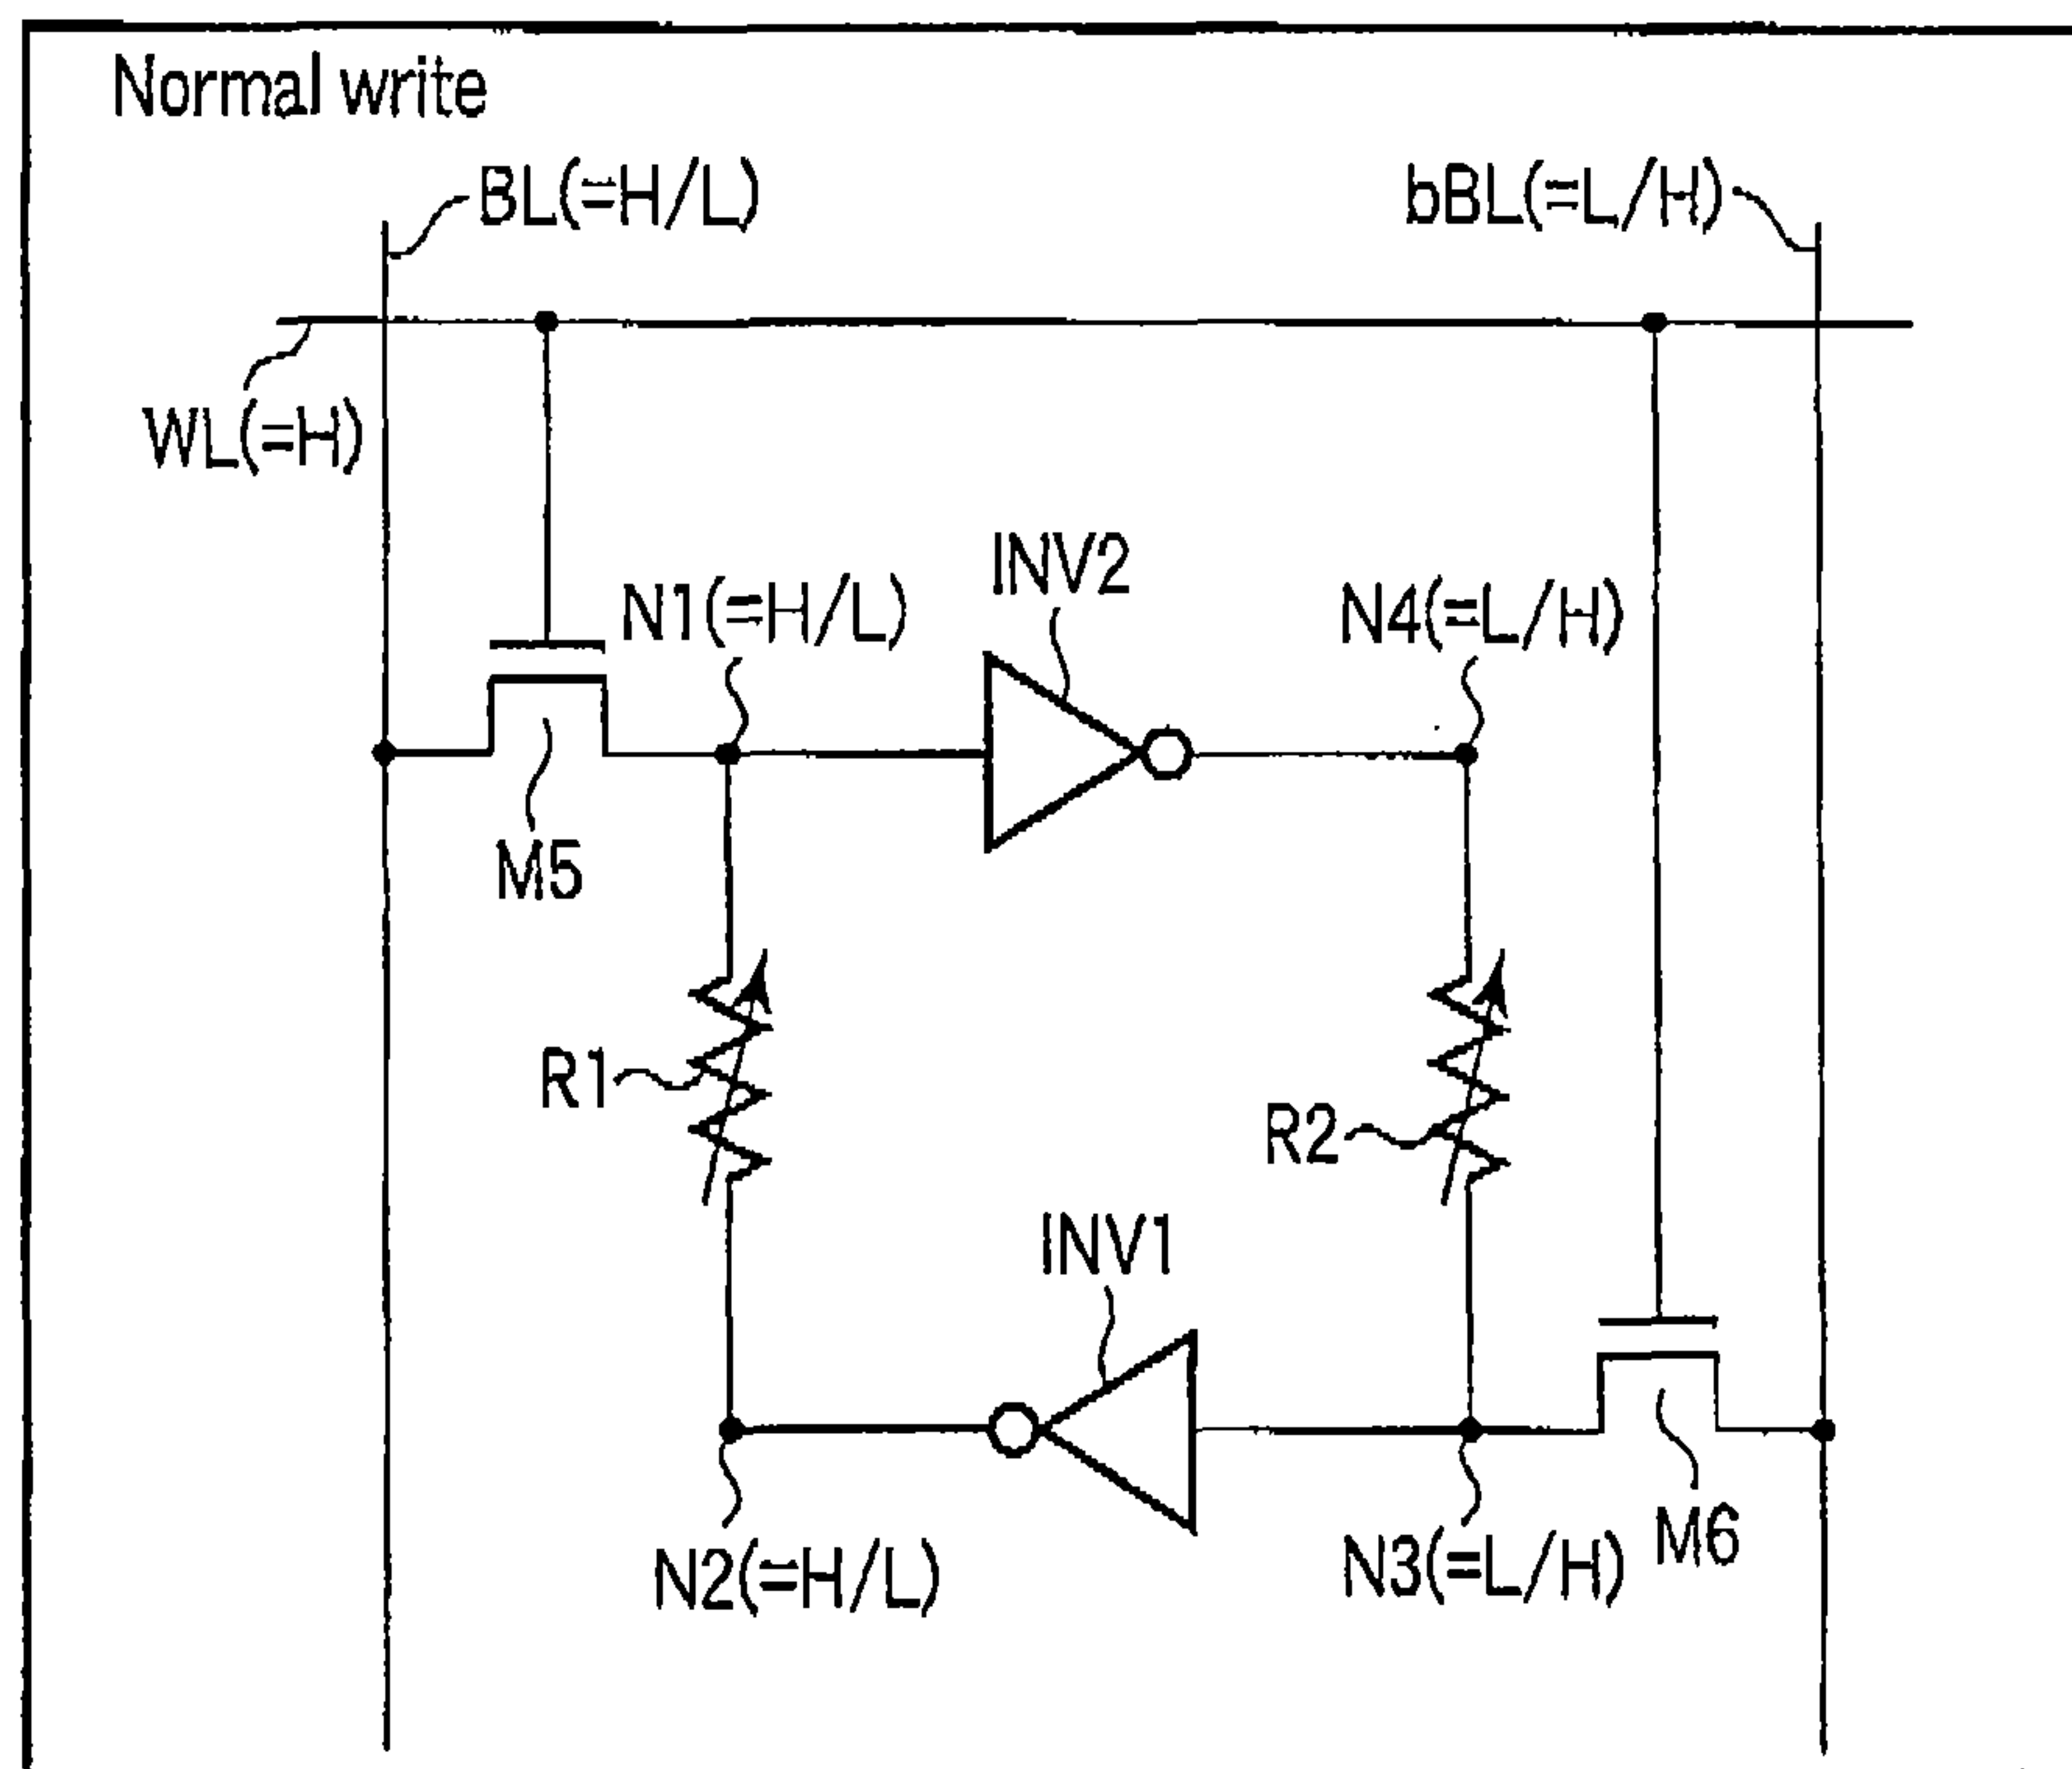 Normal write
BL(=H/L)
bBL(=L/H)
WL(=H)
INV2
N1(=H/L)
N4(=L/H)
M5
R1
R2
INV1
M6
N2(=H/L)
N3(=L/H)